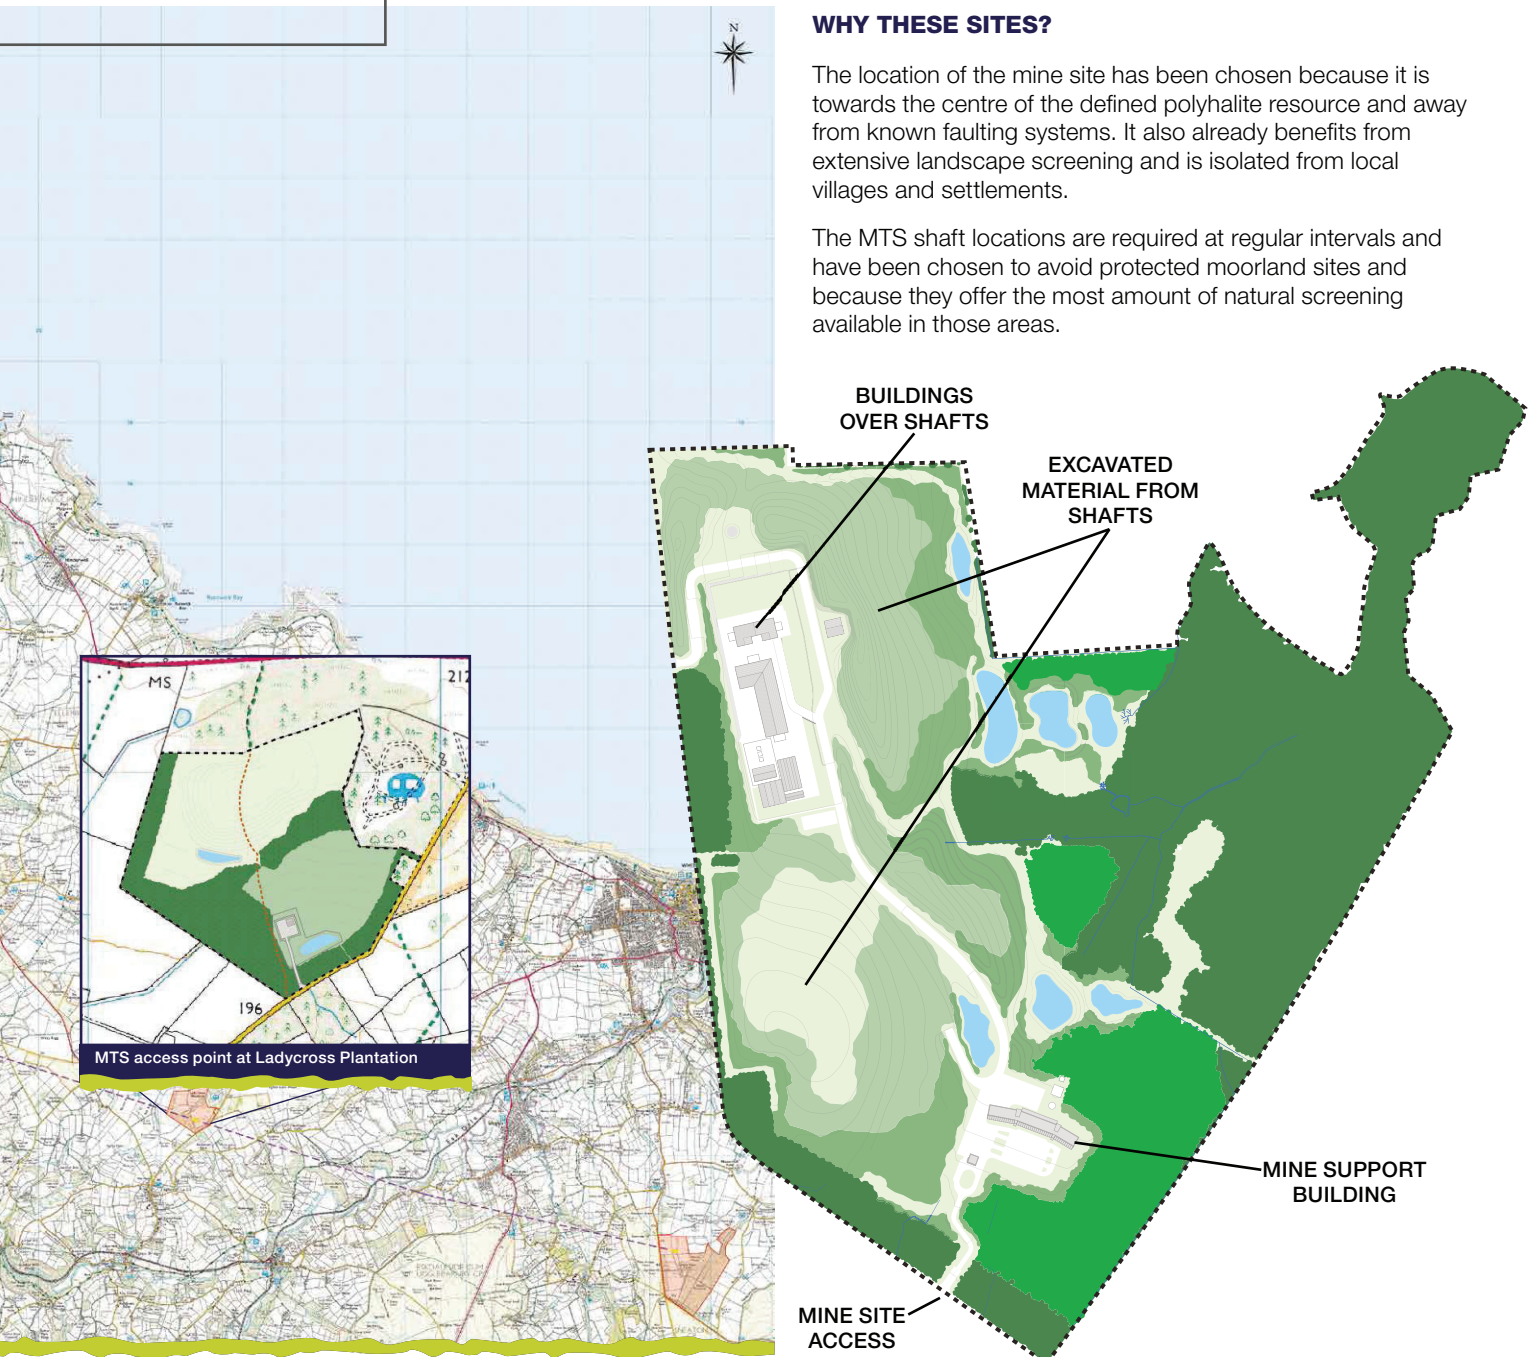 N
WHY THESE SITES?
The location of the mine site has been chosen because it is
towards the centre of the defined polyhalite resource and away
from known faulting systems. It also already benefits from
extensive landscape screening and is isolated from local
villages and settlements.
The MTS shaft locations are required at regular intervals and
have been chosen to avoid protected moorland sites and
because they offer the most amount of natural screening
available in those areas.
BUILDINGS
OVER SHAFTS
EXCAVATED
MATERIAL FROM
SHAFTS
MINE SUPPORT
BUILDING
MINE SITE
ACCESS
MS
212
196
MTS access point at Ladycross Plantation